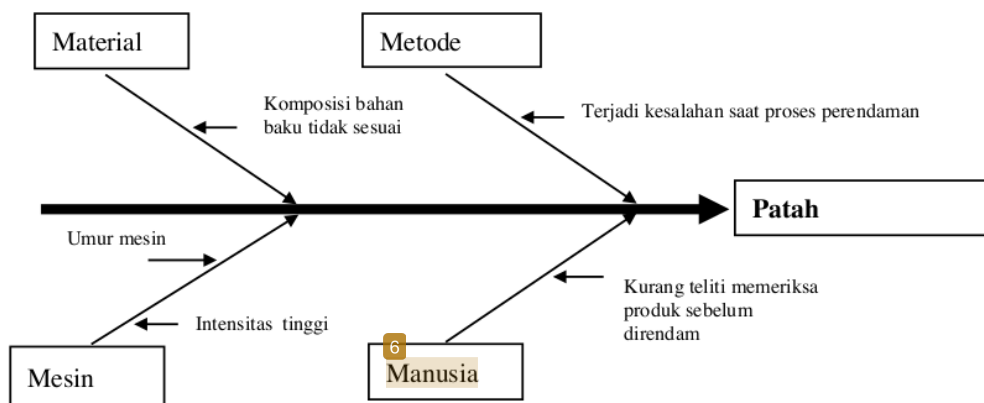 Material
Metode
Komposisi bahan
baku tidak sesuai
Terjadi kesalahan saat proses perendaman
Patah
Umur mesin
Intensitas tinggi
Kurang teliti memeriksa
produk sebelum
direndam
6
Mesin
Manusia